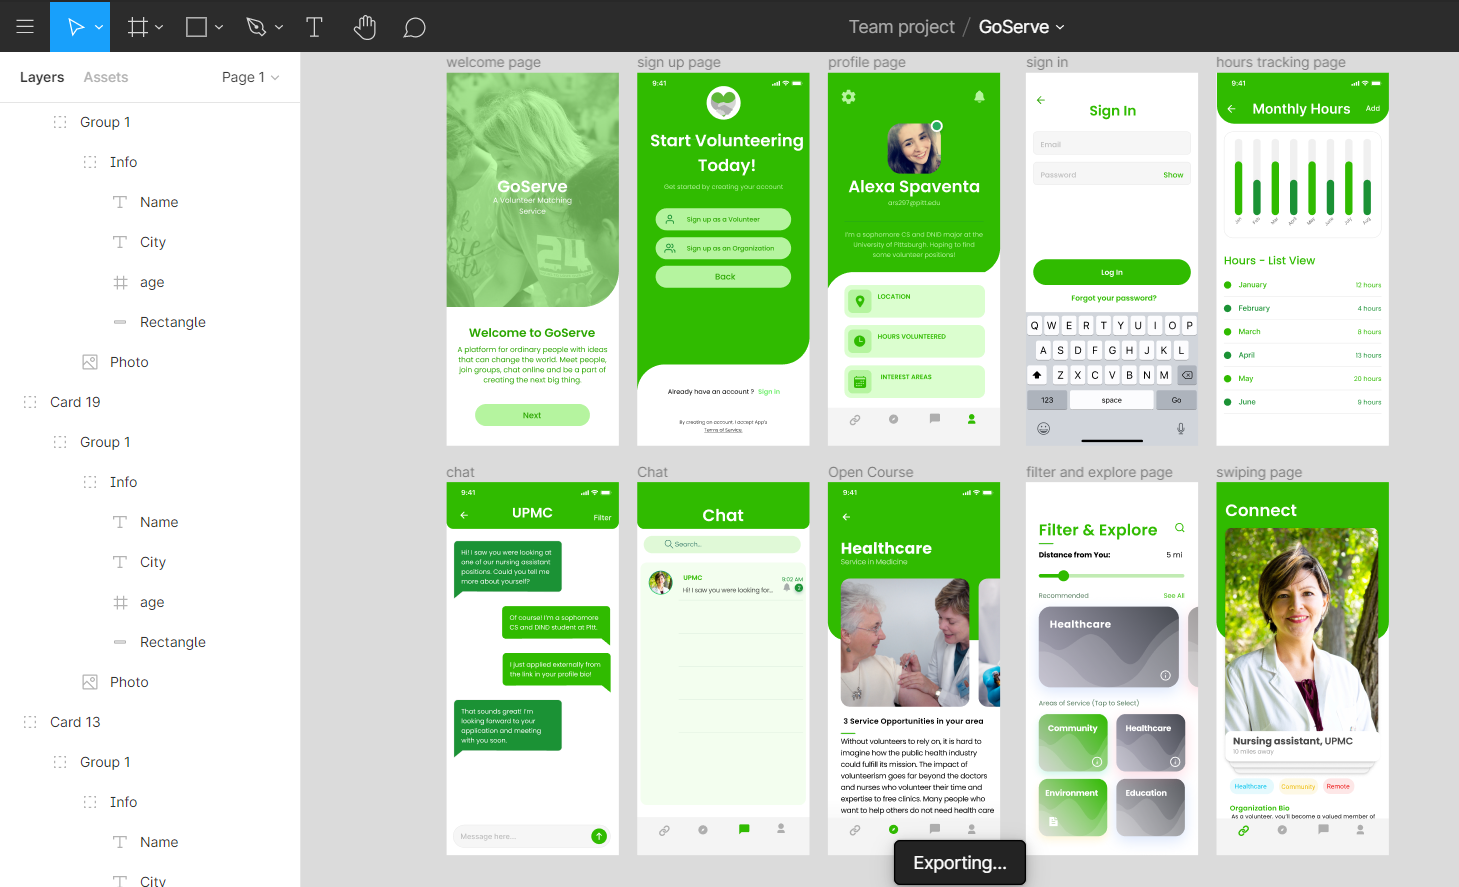 Team project / GoServe
Layers
Assets
Page 1
Group 1
Info
Name
City
age
Rectangle
Photo
Card 19
Group 1
Info
Name
City
age
Rectangle
Photo
Card 13
Group 1
Info
Name
City
welcome page
GoServe
A Volunteer Matching
Service
Welcome to GoServe
A platform for ordinary people with ideas
that can change the world. Meet people,
join groups, chat online and be a part of
creating the next big thing.
Next
sign up page
9:41
Start Volunteering
Today!
Get started by creating your account
Sign up as a Volunteer
Sign up as an Organization
Back
Already have an account ? Sign in
By creating an account, I accept App's
Terms of Service.
profile page
Alexa Spaventa
ars297@pitt.edu
I'm a sophomore CS and DNID major at the
University of Pittsburgh. Hoping to find
some volunteer positions!
LOCATION
HOURS VOLUNTEERED
INTEREST AREAS
sign in
Sign In
Email
Password
Show
Log In
Forgot your password?
Q W E R T Y U I O P
A S D F G H J K L
Z X C V B N M
123 space Go
hours tracking page
9:41
Monthly Hours
Add
Jan Feb Mar April May June July Aug
Hours - List View
January 12 hours
February 4 hours
March 8 hours
April 13 hours
May 20 hours
June 9 hours
chat
9:41
UPMC
Filter
Hi! I saw you were looking at
one of our nursing assistant
positions. Could you tell me
more about yourself?
Of course! I'm a sophomore
CS and DIND student at Pitt.
I just applied externally from
the link in your profile bio!
That sounds great! I'm
looking forward to your
application and meeting
with you soon.
Message here...
Chat
Chat
Search..
UPMC
9:02 AM
Hi! I saw you were looking for...
2
Open Course
9:41
Healthcare
Service in Medicine
3 Service Opportunities in your area
Without volunteers to rely on, it is hard to
imagine how the public health industry
could fulfill its mission. The impact of
volunteerism goes far beyond the doctors
and nurses who volunteer their time and
expertise to free clinics. Many people who
want to help others do not need health care
filter and explore page
Filter & Explore
Distance from You: 5 mi
Recommended
See All
Healthcare
Areas of Service (Tap to Select)
Community
Healthcare
Environment
Education
swiping page
Connect
Nursing assistant, UPMC
10 miles away
Healthcare
Community
Remote
Organization Bio
As a volunteer, you'll become a valued member of
Exporting...